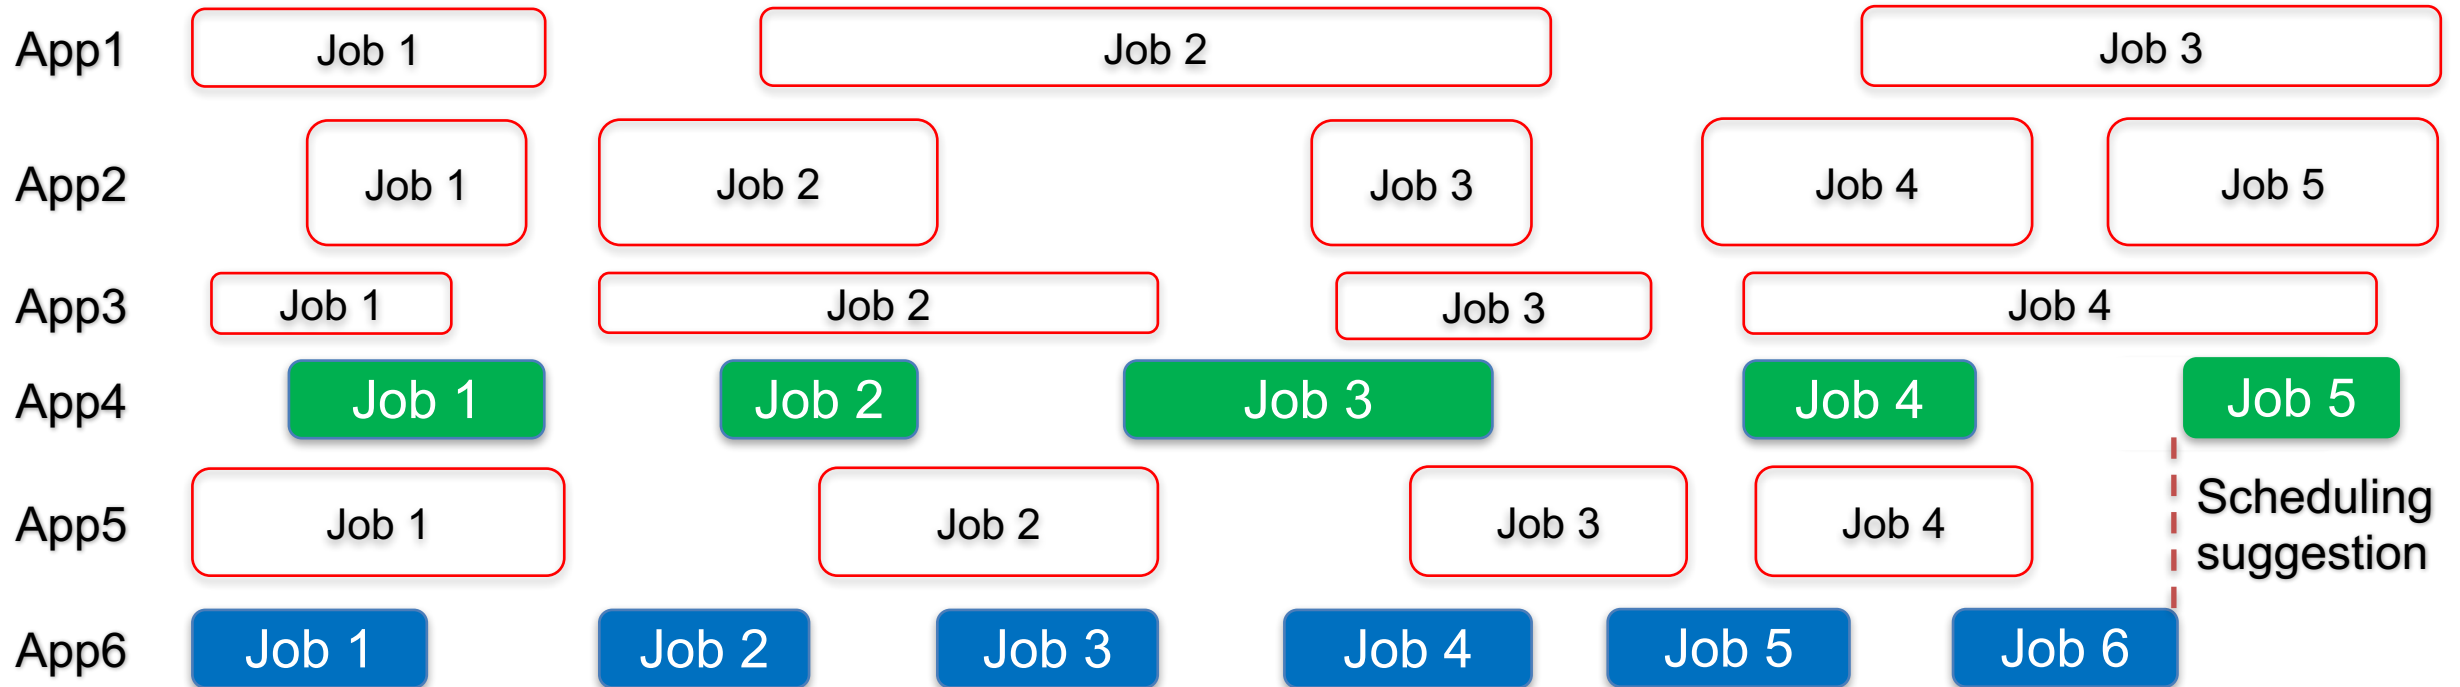 App1 Job 1 Job 2 Job 3
App2 Job 1 Job 2 Job 3 Job 4 Job 5
App3 Job 1 Job 2 Job 3 Job 4
App4 Job 1 Job 2 Job 3 Job 4 Job 5
App5 Job 1 Job 2 Job 3 Job 4
Scheduling
suggestion
App6 Job 1 Job 2 Job 3 Job 4 Job 5 Job 6